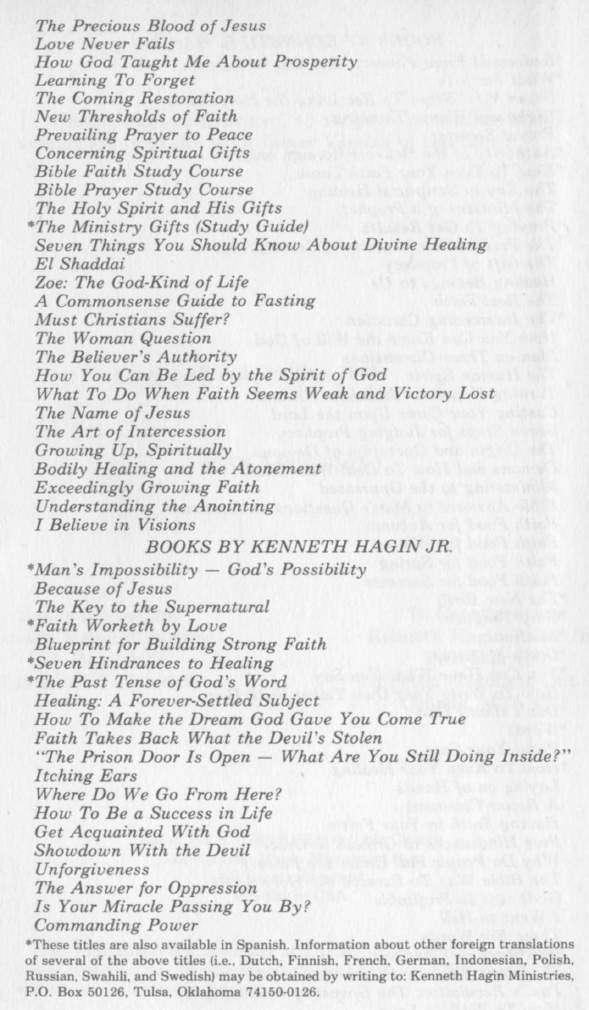 The Precious Blood of Jesus
Love Never Fails
How God Taught Me About Prosperity
Learning To Forget
The Coming Restoration
New Thresholds of Faith
Prevailing Prayer to Peace
Concerning Spiritual Gifts
Bible Faith Study Course
Bible Prayer Study Course
The Holy Spirit and His Gifts
*The Ministry Gifts (Study Guide)
Seven Things You Should Know About Divine Healing
El Shaddai
Zoe: The God-Kind of Life
A Commonsense Guide to Fasting
Must Christians Suffer?
The Woman Question
The Believer's Authority
How You Can Be Led by the Spirit of God
What To Do When Faith Seems Weak and Victory Lost
The Name of Jesus
The Art of Intercession
Growing Up, Spiritually
Bodily Healing and the Atonement
Exceedingly Growing Faith
Understanding the Anointing
I Believe in Visions
BOOKS BY KENNETH HAGIN JR.
*Man's Impossibility — God's Possibility
Because of Jesus
The Key to the Supernatural
*Faith Worketh by Love
Blueprint for Building Strong Faith
*Seven Hindrances to Healing
*The Past Tense of God's Word
Healing: A Forever-Settled Subject
How To Make the Dream God Gave You Come True
Faith Takes Back What the Devil's Stolen
"The Prison Door Is Open — What Are You Still Doing Inside?"
Itching Ears
Where Do We Go From Here?
How To Be a Success in Life
Get Acquainted With God
Showdown With the Devil
Unforgiveness
The Answer for Oppression
Is Your Miracle Passing You By?
Commanding Power
*These titles are also available in Spanish. Information about other foreign translations
of several of the above titles (i.e., Dutch, Finnish, French, German, Indonesian, Polish,
Russian, Swahili, and Swedish) may be obtained by writing to: Kenneth Hagin Ministries,
P.O. Box 50126, Tulsa, Oklahoma 74150-0126.